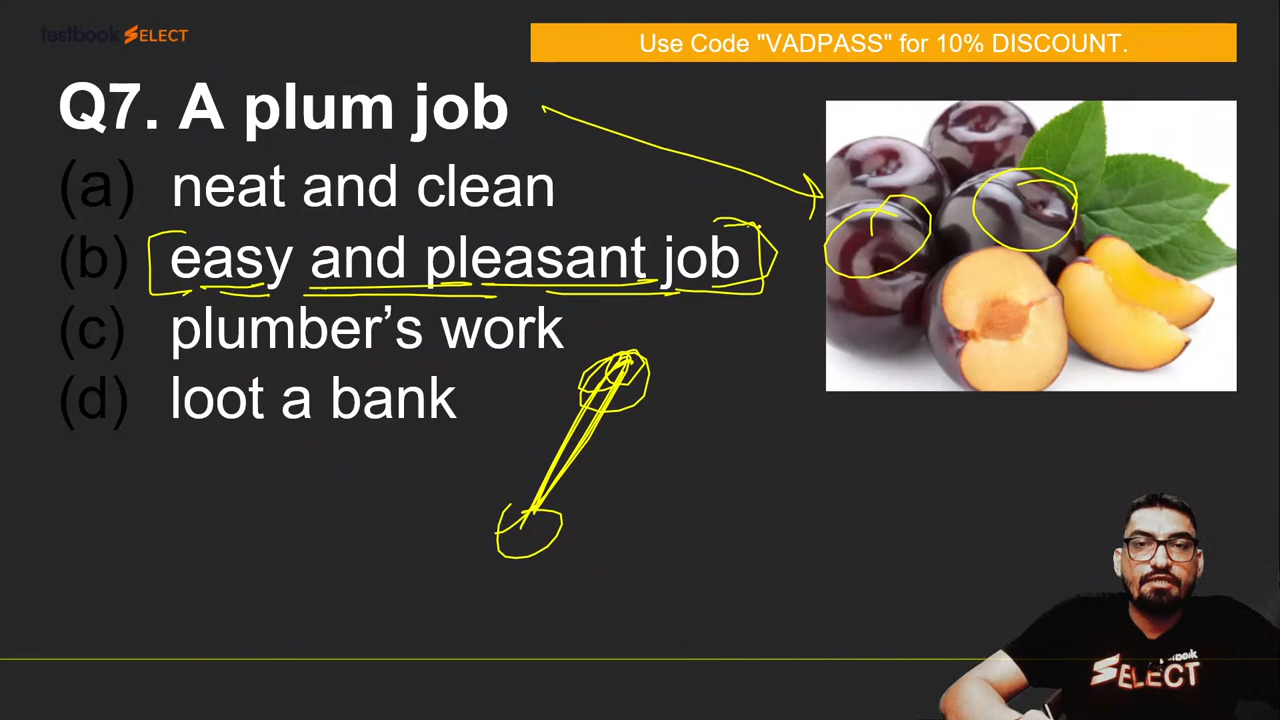 testbook SELECT
Use Code "VADPASS" for 10% DISCOUNT.
Q7. A plum job
(a) neat and clean
(b) easy and pleasant job
(c) plumber’s work
(d) loot a bank
testbook
SELECT